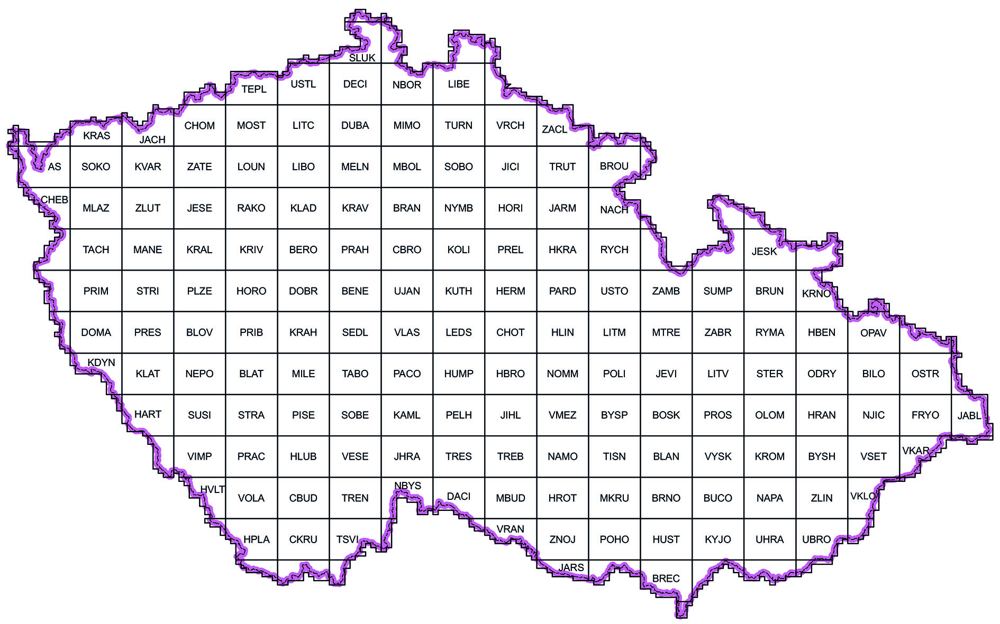 SLUK
TEPL USTL DECI NBOR LIBE
KRAS JACH CHOM MOST LITC DUBA MIMO TURN VRCH ZACL
AS SOKO KVAR ZATE LOUN LIBO MELN MBOL SOBO JICI TRUT BROU
CHEB MLAZ ZLUT JESE RAKO KLAD KRAV BRAN NYMB HORI JARM NACH
TACH MANE KRAL KRIV BERO PRAH CBRO KOLI PREL HKRA RYCH JESK
PRIM STRI PLZE HORO DOBR BENE UJAN KUTH HERM PARD USTO ZAMB SUMP BRUN KRNO
DOMA PRES BLOV PRIB KRAH SEDL VLAS LEDS CHOT HLIN LITM MTRE ZABR RYMA HBEN OPAV
KDYN KLAT NEPO BLAT MILE TABO PACO HUMP HBRO NOMM POLI JEVI LITV STER ODRY BILO OSTR
HART SUSI STRA PISE SOBE KAML PELH JIHL VMEZ BYSP BOSK PROS OLOM HRAN NJIC FRYO JABL
VIMP PRAC HLUB VESE JHRA TRES TREB NAMO TISN BLAN VYSK KROM BYSH VSET VKAR
HVLT VOLA CBUD TREN NBYS DACI MBUD HROT MKRU BRNO BUCO NAPA ZLIN VKLO
HPLA CKRU TSVI VRAN ZNOJ POHO HUST KYJO UHRA UBRO
JARS BREC